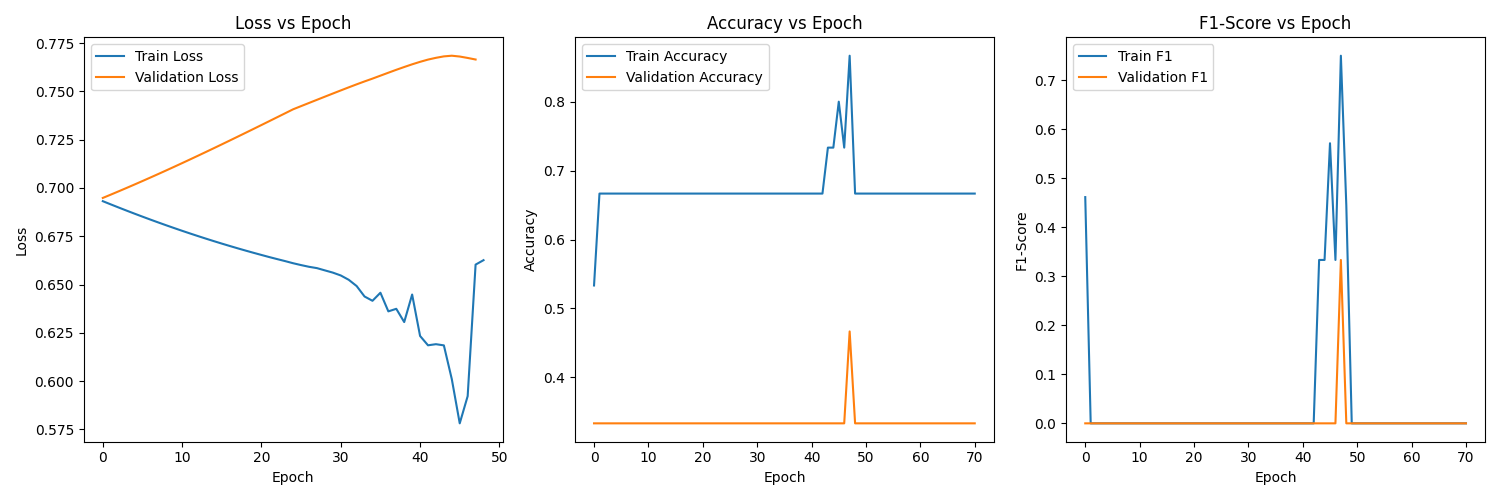 Loss vs Epoch
Train Loss
Validation Loss
0.775
0.750
0.725
0.700
0.675
0.650
0.625
0.600
0.575
Loss
0 10 20 30 40 50
Epoch
Accuracy vs Epoch
Train Accuracy
Validation Accuracy
0.8
0.7
0.6
0.5
0.4
Accuracy
0 10 20 30 40 50 60 70
Epoch
F1-Score vs Epoch
Train F1
Validation F1
0.7
0.6
0.5
0.4
0.3
0.2
0.1
0.0
F1-Score
0 10 20 30 40 50 60 70
Epoch